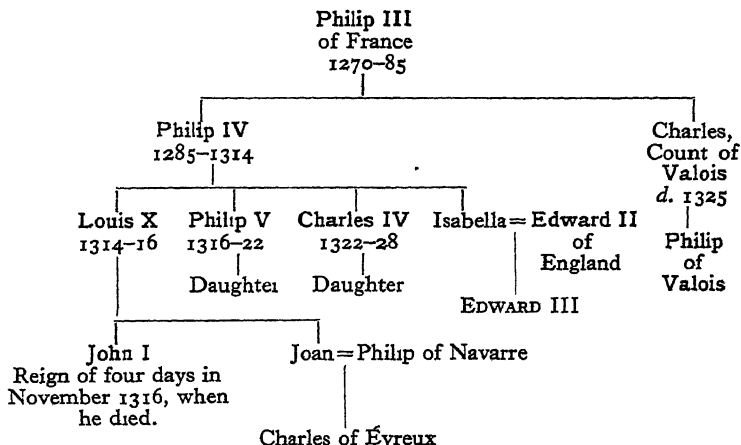 Philip III
of France
1270–85
Philip IV
1285–1314
Charles,
Count of
Valois
d. 1325
Louis X
1314–16
Philip V
1316–22
Charles IV
1322–28
Isabella=Edward II
of
England
Philip
of
Valois
Daughter
Daughter
EDWARD III
John I
Reign of four days in
November 1316, when
he died.
Joan=Philip of Navarre
Charles of Évreux